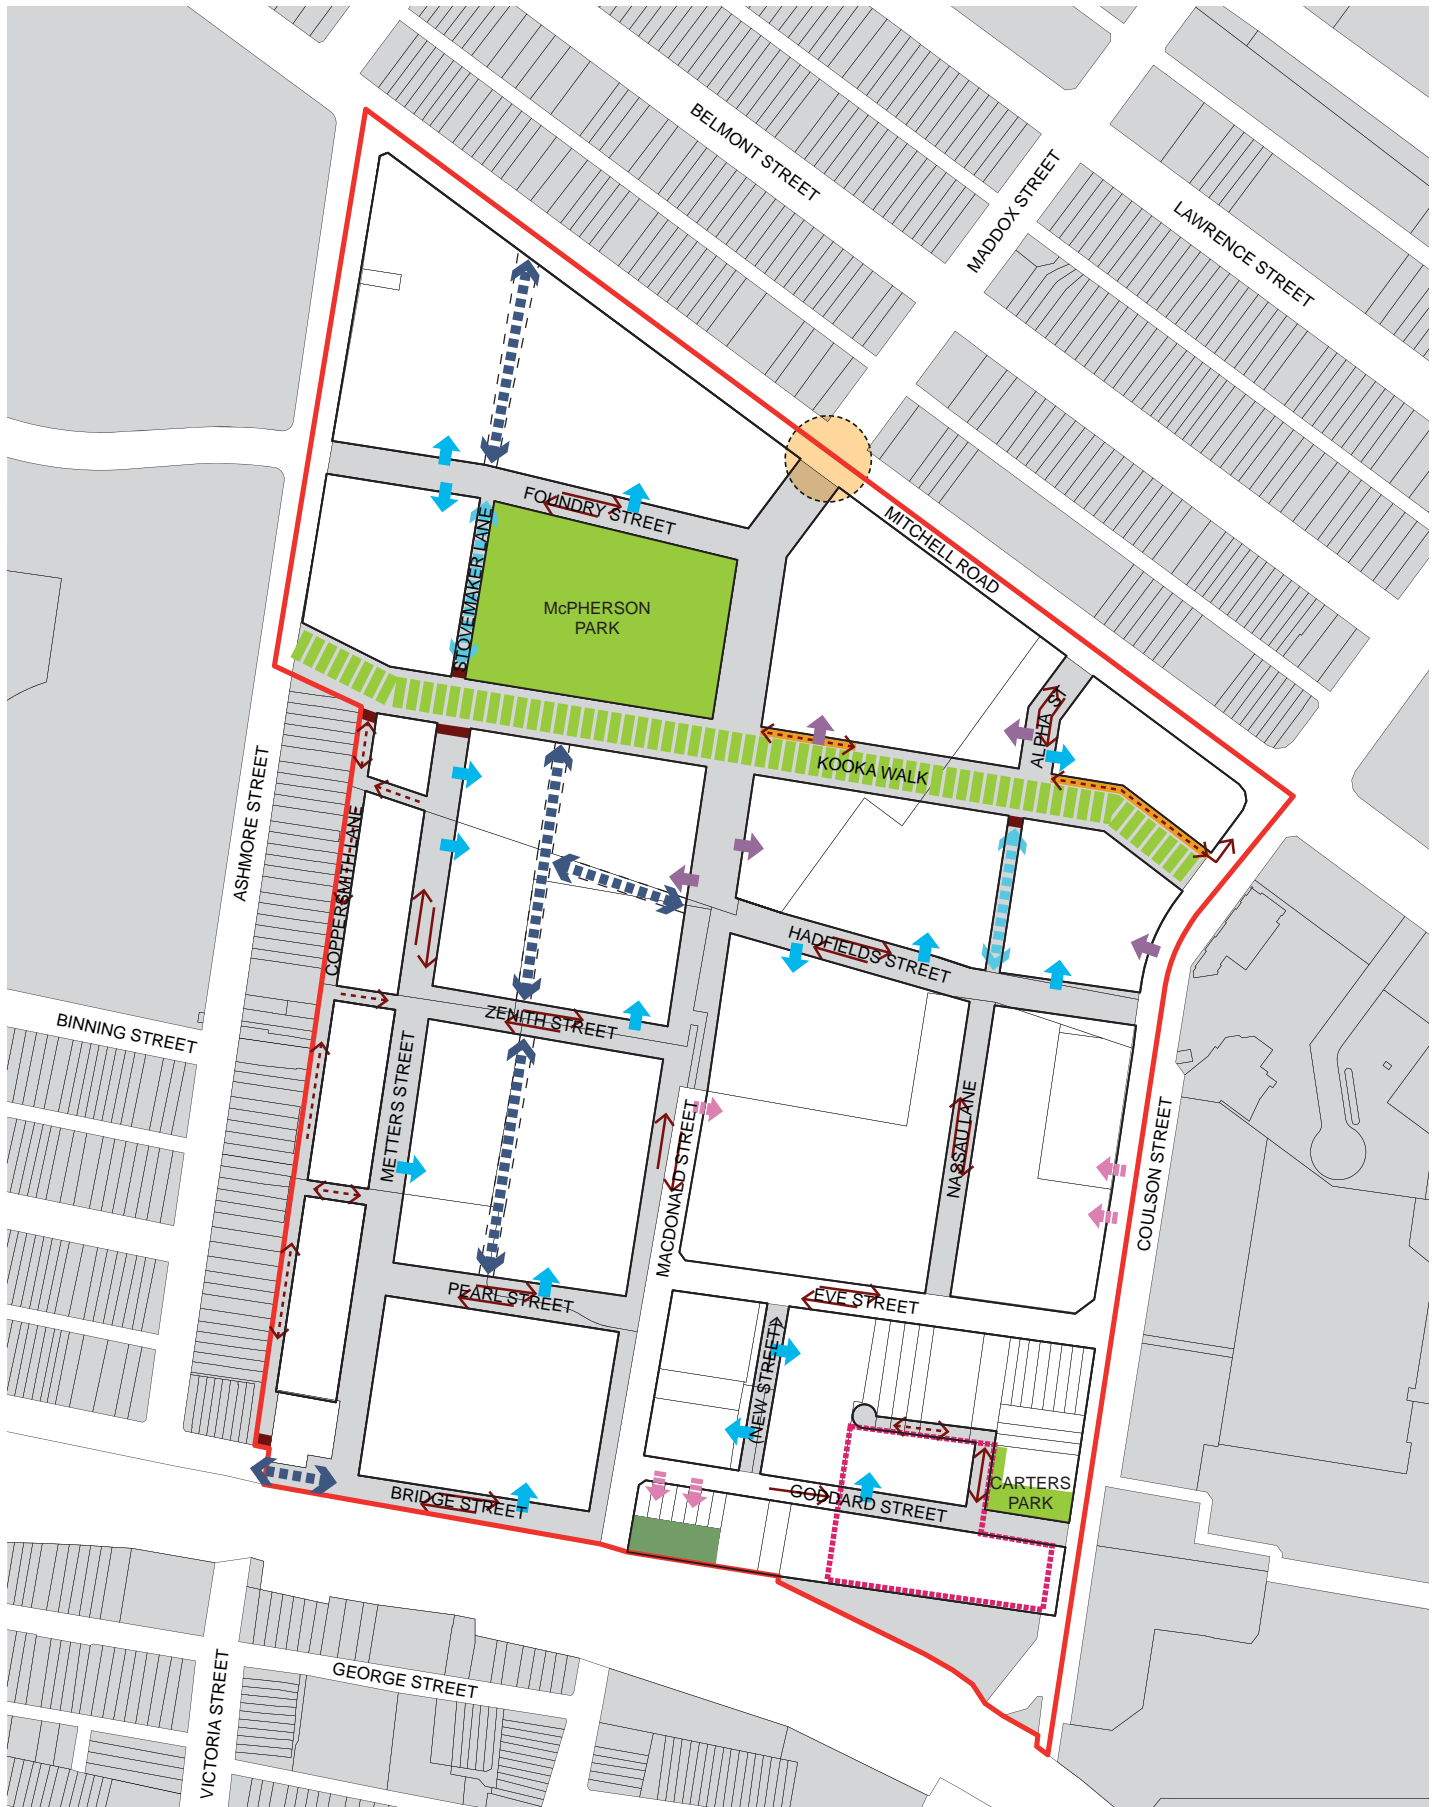 BELMONT STREET
MADDOX STREET
LAWRENCE STREET
FOUNDRY STREET
MITCHELL ROAD
STOVEMAKER LANE
McPHERSON
PARK
ALPHA ST
KOOKA WALK
ASHMORE STREET
COPPERSMITH LANE
HADFIELDS STREET
BINNING STREET
ZENITH STREET
METTERS STREET
MACDONALD STREET
NASSAU LANE
COULSON STREET
PEARL STREET
EVE STREET
(NEW STREET)
CARTERS
PARK
BRIDGE STREET
GODDARD STREET
GEORGE STREET
VICTORIA STREET